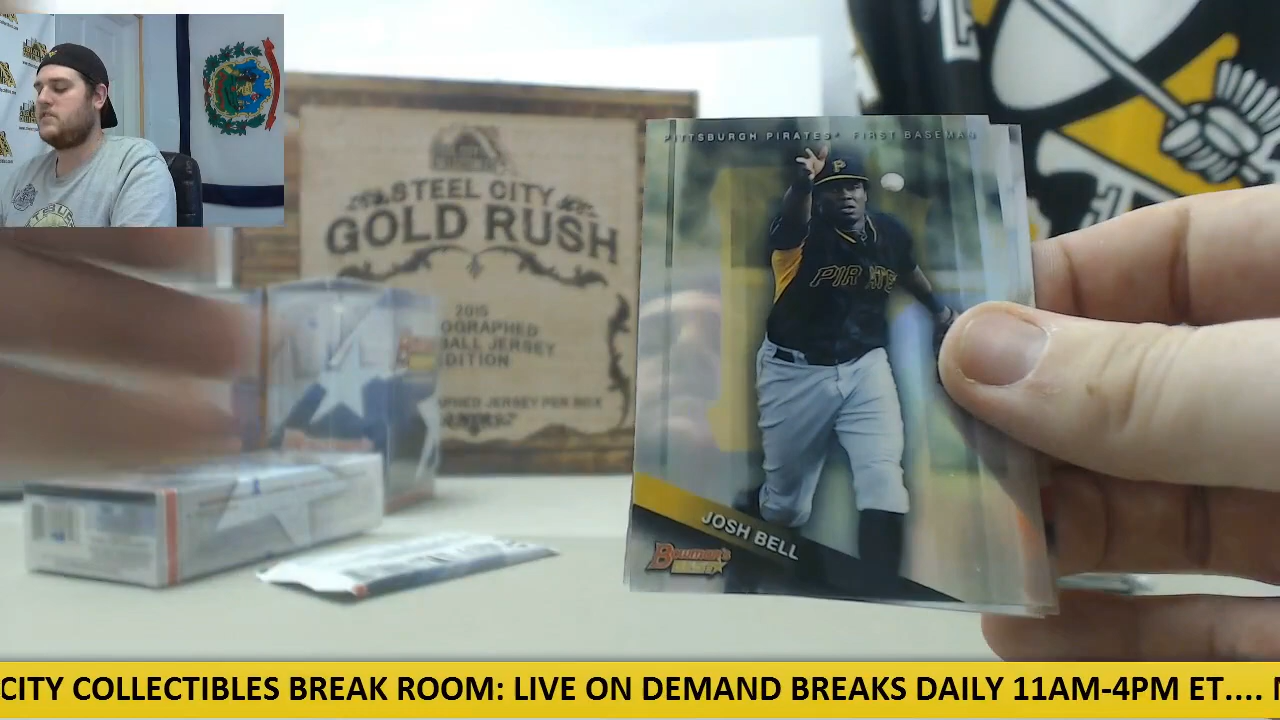 STEEL CITY
GOLD RUSH
2015
OGRAPHED
BALL JERSEY
EDITION
PITTSBURGH PIRATES® FIRST BASEMAN
P
PIRATES
JOSH BELL
BOWMAN'S
BEST
CITY COLLECTIBLES BREAK ROOM: LIVE ON DEMAND BREAKS DAILY 11AM-4PM ET....